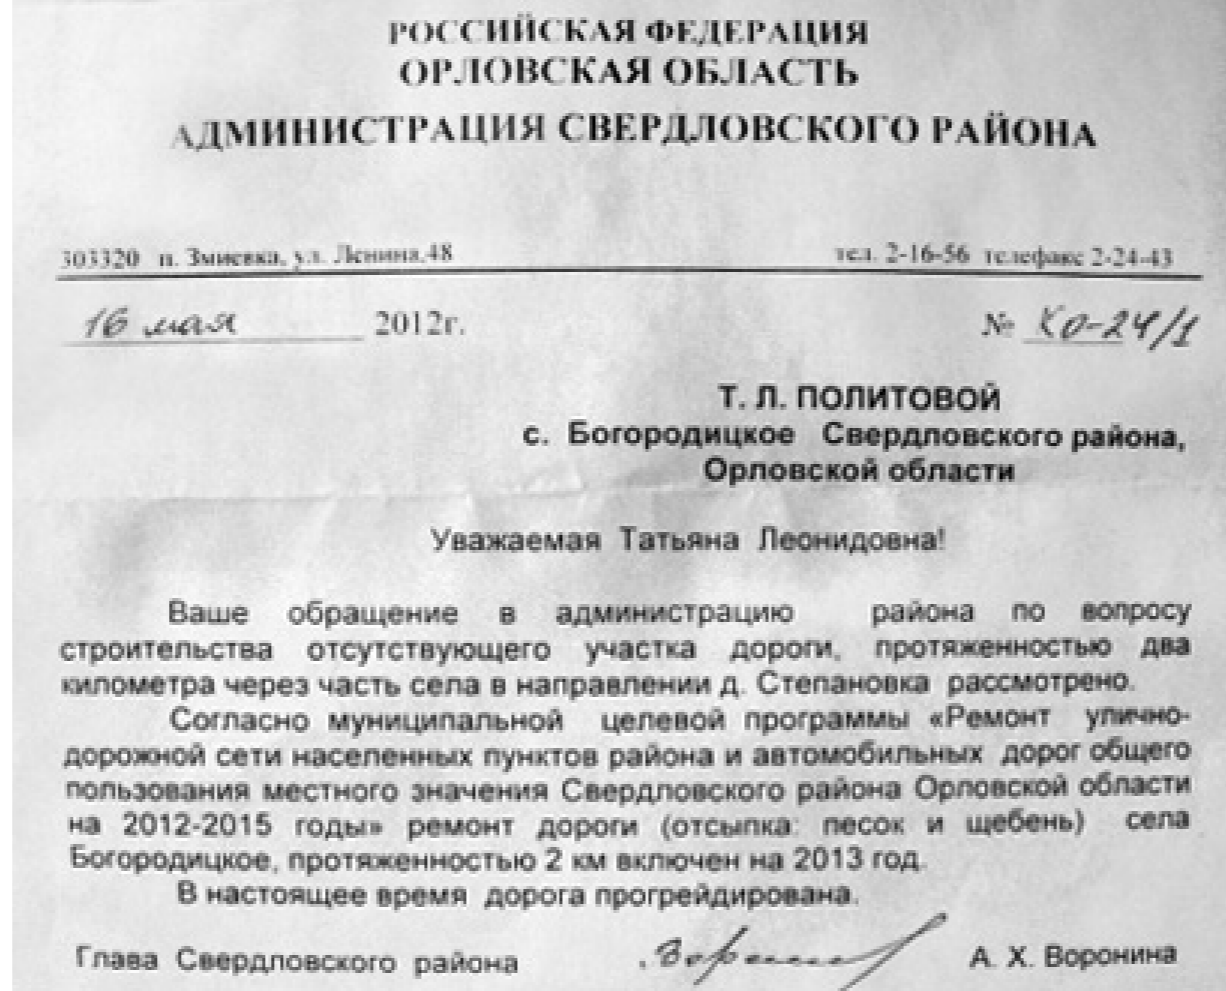 РОССИЙСКАЯ ФЕДЕРАЦИЯ
ОРЛОВСКАЯ ОБЛАСТЬ
АДМИНИСТРАЦИЯ СВЕРДЛОВСКОГО РАЙОНА
303320 п. Змиевка, ул. Ленина,48 тел. 2-16-56 телефакс 2-24-43
16 мая 2012г. № КО-24/1
Т. Л. ПОЛИТОВОЙ
с. Богородицкое Свердловского района,
Орловской области
Уважаемая Татьяна Леонидовна!
Ваше обращение в администрацию района по вопросу
строительства отсутствующего участка дороги, протяженностью два
километра через часть села в направлении д. Степановка рассмотрено.
Согласно муниципальной целевой программы «Ремонт улично-
дорожной сети населенных пунктов района и автомобильных дорог общего
пользования местного значения Свердловского района Орловской области
на 2012-2015 годы» ремонт дороги (отсыпка: песок и щебень) села
Богородицкое, протяженностью 2 км включен на 2013 год.
В настоящее время дорога прогрейдирована.
Глава Свердловского района А. Х. Воронина